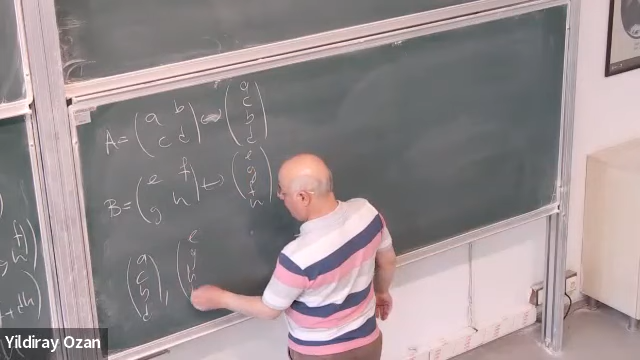 A = ( a b ) ↔ ( a
c d c
b
d )
B = ( e f ) ↔ ( e
g h g
f
h )
( a
c
b
d ) , ( e
g
Yildiray Ozan